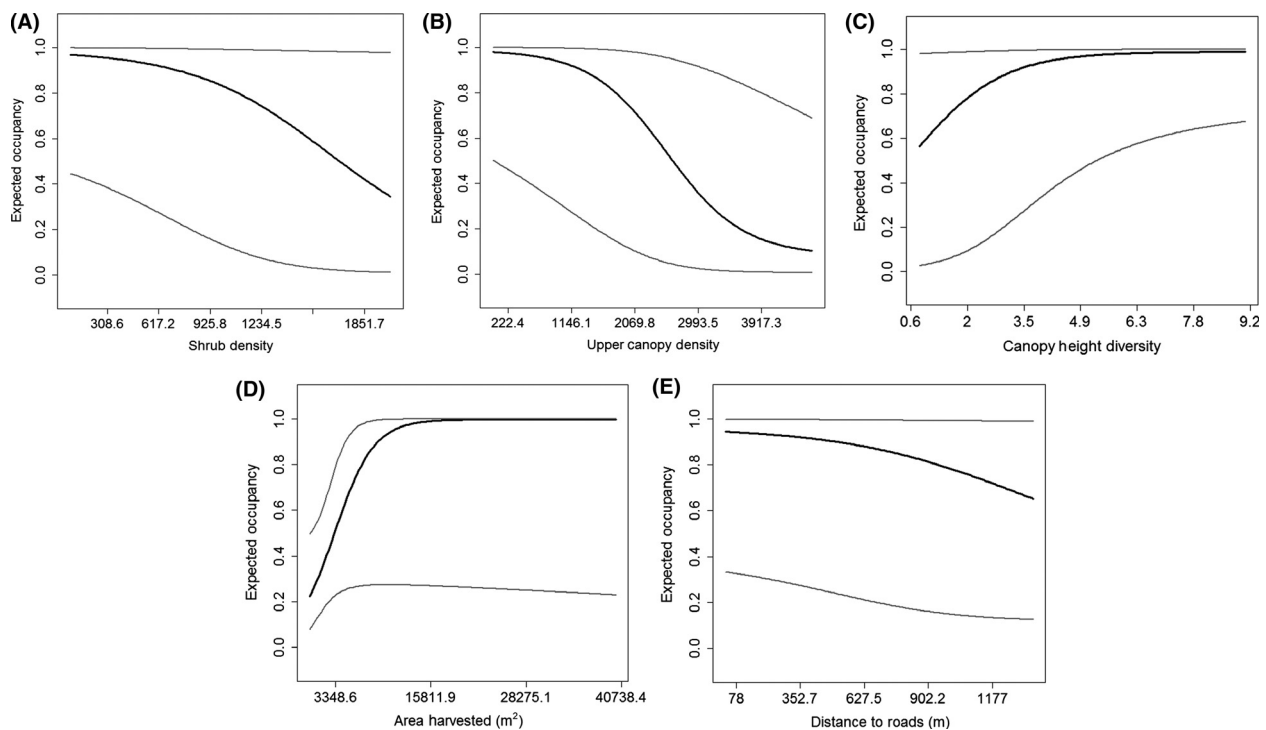 (A)
Expected occupancy
0.0 0.2 0.4 0.6 0.8 1.0
308.6 617.2 925.8 1234.5 1851.7
Shrub density
(B)
Expected occupancy
0.0 0.2 0.4 0.6 0.8 1.0
222.4 1146.1 2069.8 2993.5 3917.3
Upper canopy density
(C)
Expected occupancy
0.0 0.2 0.4 0.6 0.8 1.0
0.6 2 3.5 4.9 6.3 7.8 9.2
Canopy height diversity
(D)
Expected occupancy
0.0 0.2 0.4 0.6 0.8 1.0
3348.6 15811.9 28275.1 40738.4
Area harvested (m²)
(E)
Expected occupancy
0.0 0.2 0.4 0.6 0.8 1.0
78 352.7 627.5 902.2 1177
Distance to roads (m)